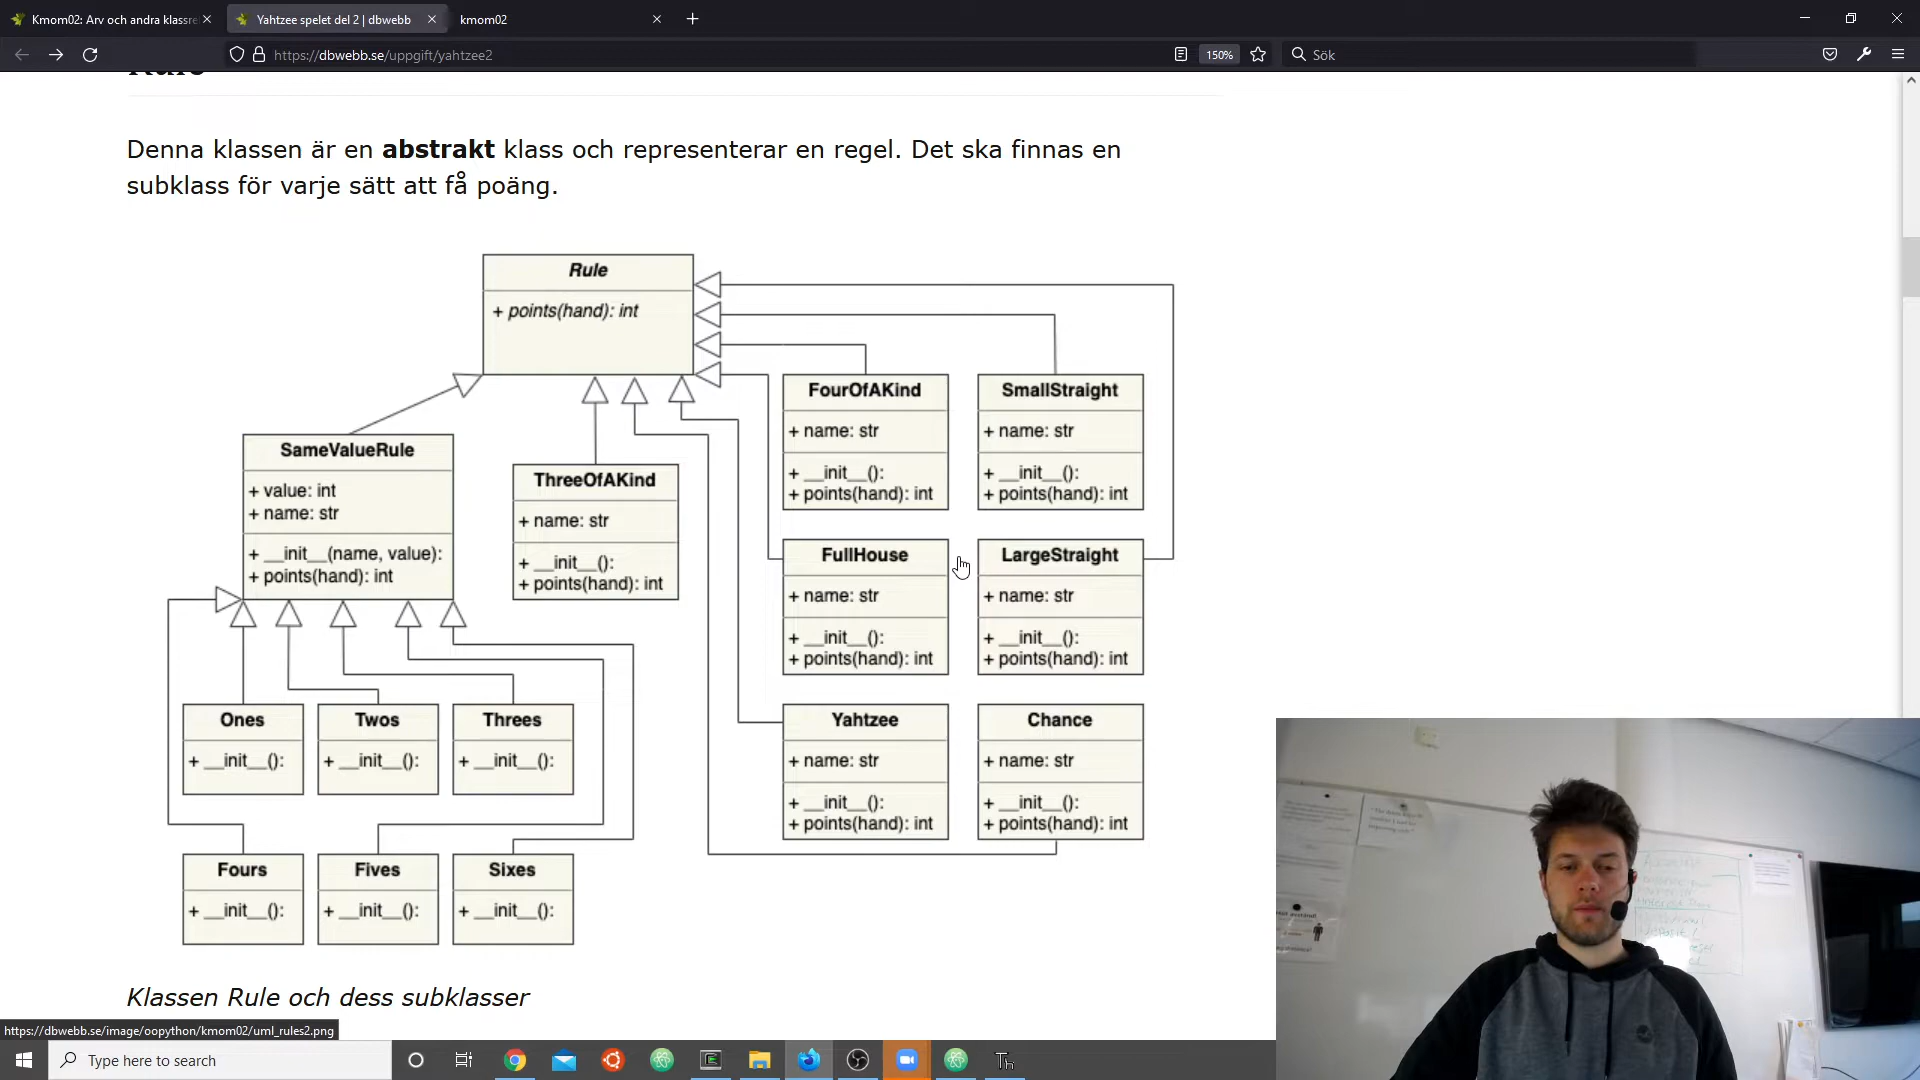 Kmom02: Arv och andra klassre
Yahtzee spelet del 2 | dbwebb
kmom02
https://dbwebb.se/uppgift/yahtzee2
150%
Sök
Rule
Denna klassen är en abstrakt klass och representerar en regel. Det ska finnas en
subklass för varje sätt att få poäng.
Rule
+ points(hand): int
SameValueRule
+ value: int
+ name: str
+ __init__(name, value):
+ points(hand): int
ThreeOfAKind
+ name: str
+ __init__():
+ points(hand): int
FourOfAKind
+ name: str
+ __init__():
+ points(hand): int
SmallStraight
+ name: str
+ __init__():
+ points(hand): int
FullHouse
+ name: str
+ __init__():
+ points(hand): int
LargeStraight
+ name: str
+ __init__():
+ points(hand): int
Yahtzee
+ name: str
+ __init__():
+ points(hand): int
Chance
+ name: str
+ __init__():
+ points(hand): int
Ones
+ __init__():
Twos
+ __init__():
Threes
+ __init__():
Fours
+ __init__():
Fives
+ __init__():
Sixes
+ __init__():
Klassen Rule och dess subklasser
https://dbwebb.se/image/oopython/kmom02/uml_rules2.png
Type here to search